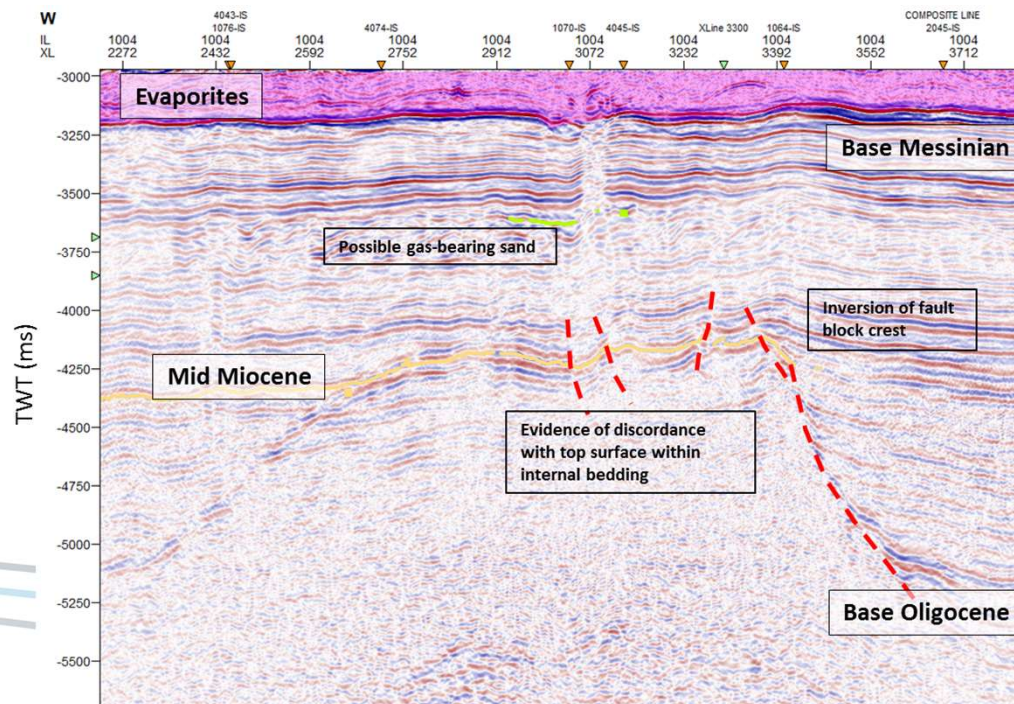 W
4043-IS
COMPOSITE LINE
1076-IS 4074-IS 1070-IS 4045-IS XLine 3300 1064-IS 2045-IS
IL 1004 1004 1004 1004 1004 1004 1004 1004 1004 1004
XL 2272 2432 2592 2752 2912 3072 3232 3392 3552 3712
-3000
Evaporites
-3250
Base Messinian
-3500
Possible gas-bearing sand
-3750
-4000
Inversion of fault
block crest
-4250
Mid Miocene
TWT (ms)
-4500
Evidence of discordance
with top surface within
internal bedding
-4750
-5000
-5250
Base Oligocene
-5500